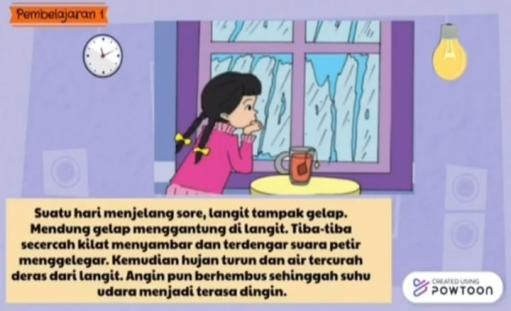 Pembelajaran 1
Suatu hari menjelang sore, langit tampak gelap.
Mendung gelap menggantung di langit. Tiba-tiba
secercah kilat menyambar dan terdengar suara petir
menggelegar. Kemudian hujan turun dan air tercurah
deras dari langit. Angin pun berhembus sehinggah suhu
udara menjadi terasa dingin.
CREATED USING
POWTOON